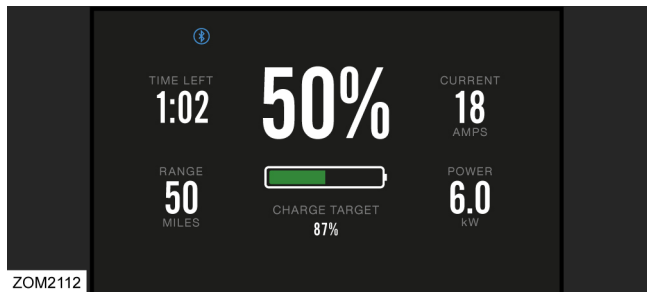 TIME LEFT
1:02
50%
CURRENT
18
AMPS
RANGE
50
MILES
CHARGE TARGET
87%
POWER
6.0
kW
ZOM2112